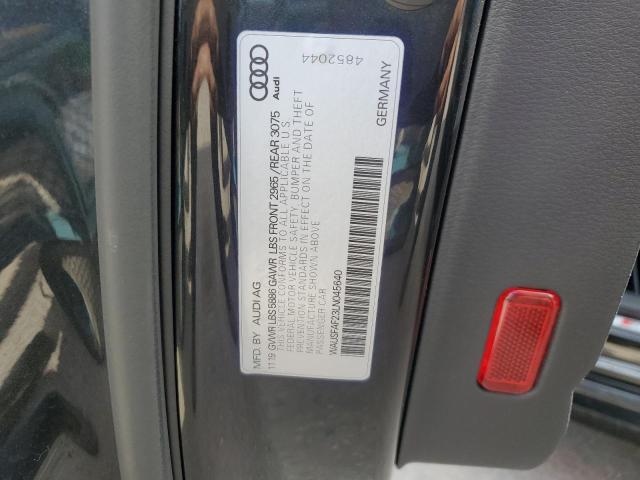 Audi
4852044
MFD. BY AUDI AG
11 19 GVWR LBS 5886 GAWR LBS FRONT 2965/REAR 3075
THIS VEHICLE CONFORMS TO ALL APPLICABLE U S
FEDERAL MOTOR VEHICLE SAFETY, BUMPER AND THEFT
PREVENTION STANDARDS IN EFFECT ON THE DATE OF
MANUFACTURE SHOWN ABOVE
PASSENGER CAR
GERMANY
WAUSFAF23LN045640